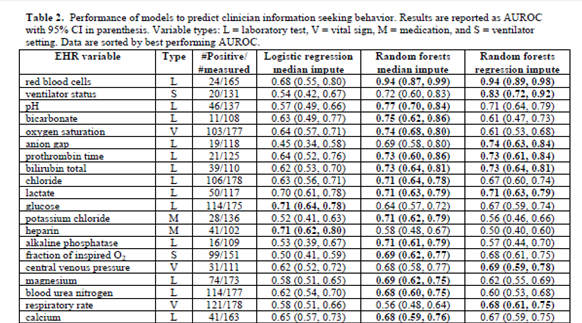 Table 2. Performance of models to predict clinician information seeking behavior. Results are reported as AUROC
with 95% CI in parenthesis. Variable types: L = laboratory test, V = vital sign, M = medication, and S = ventilator
setting. Data are sorted by best performing AUROC.
EHR variable Type #Positive/ #measured Logistic regression median impute Random forests median impute Random forests regression impute
red blood cells L 24/165 0.68 (0.55, 0.80) 0.94 (0.87, 0.99) 0.94 (0.89, 0.98)
ventilator status S 20/131 0.54 (0.42, 0.67) 0.72 (0.60, 0.83) 0.83 (0.72, 0.92)
pH L 46/137 0.57 (0.49, 0.66) 0.77 (0.70, 0.84) 0.71 (0.64, 0.79)
bicarbonate L 11/108 0.63 (0.49, 0.77) 0.75 (0.62, 0.86) 0.61 (0.47, 0.73)
oxygen saturation V 103/177 0.64 (0.57, 0.71) 0.74 (0.68, 0.80) 0.61 (0.53, 0.68)
anion gap L 19/118 0.45 (0.34, 0.58) 0.69 (0.58, 0.80) 0.74 (0.63, 0.84)
prothrombin time L 21/125 0.64 (0.52, 0.76) 0.73 (0.60, 0.86) 0.73 (0.61, 0.84)
bilirubin total L 39/110 0.62 (0.53, 0.70) 0.73 (0.64, 0.81) 0.73 (0.64, 0.81)
chloride L 106/178 0.63 (0.56, 0.71) 0.71 (0.64, 0.78) 0.67 (0.60, 0.74)
lactate L 50/117 0.70 (0.61, 0.78) 0.71 (0.63, 0.79) 0.71 (0.63, 0.79)
glucose L 114/175 0.71 (0.64, 0.78) 0.64 (0.57, 0.72) 0.67 (0.59, 0.74)
potassium chloride M 28/136 0.52 (0.41, 0.63) 0.71 (0.62, 0.79) 0.56 (0.46, 0.66)
heparin M 41/102 0.71 (0.62, 0.80) 0.58 (0.48, 0.67) 0.50 (0.40, 0.60)
alkaline phosphatase L 16/109 0.53 (0.39, 0.67) 0.71 (0.61, 0.79) 0.57 (0.44, 0.70)
fraction of inspired O₂ S 99/151 0.50 (0.41, 0.59) 0.69 (0.62, 0.77) 0.68 (0.61, 0.75)
central venous pressure V 31/111 0.62 (0.52, 0.72) 0.68 (0.58, 0.77) 0.69 (0.59, 0.78)
magnesium L 74/173 0.58 (0.51, 0.65) 0.69 (0.62, 0.75) 0.62 (0.55, 0.69)
blood urea nitrogen L 114/177 0.62 (0.54, 0.70) 0.68 (0.60, 0.75) 0.60 (0.53, 0.68)
respiratory rate V 121/178 0.58 (0.51, 0.66) 0.56 (0.48, 0.64) 0.68 (0.61, 0.75)
calcium L 41/163 0.65 (0.57, 0.73) 0.68 (0.59, 0.76) 0.67 (0.59, 0.75)